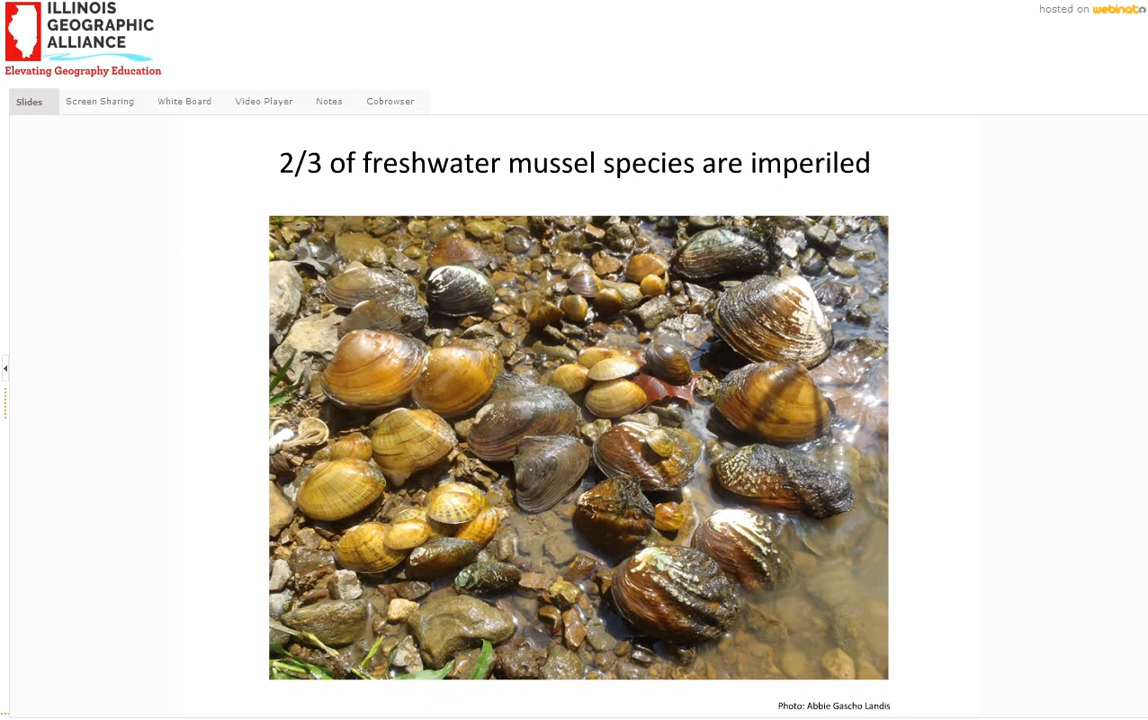 ILLINOIS
GEOGRAPHIC
ALLIANCE
Elevating Geography Education
hosted on webinato
Slides
Screen Sharing
White Board
Video Player
Notes
Cobrowser
2/3 of freshwater mussel species are imperiled
Photo: Abbie Gascho Landis